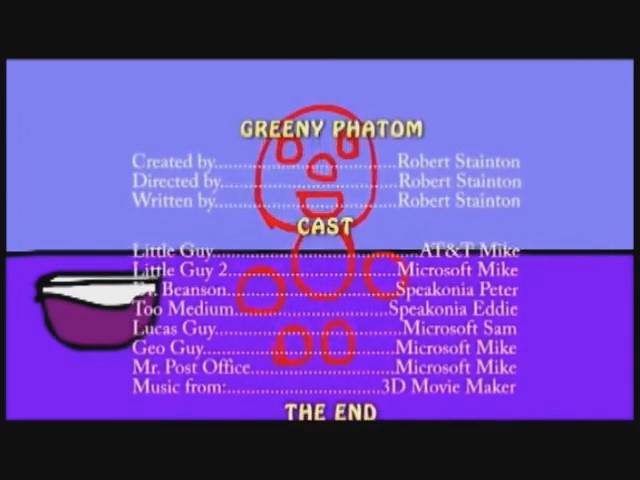 GREENY PHATOM
Created by.................................Robert Stainton
Directed by................................Robert Stainton
Written by.................................Robert Stainton
CAST
Little Guy.....................................AT&T Mike
Little Guy 2...............................Microsoft Mike
Mr. Beanson..............................Speakonia Peter
Too Medium............................Speakonia Eddie
Lucas Guy...................................Microsoft Sam
Geo Guy....................................Microsoft Mike
Mr. Post Office..........................Microsoft Mike
Music from:............................3D Movie Maker
THE END